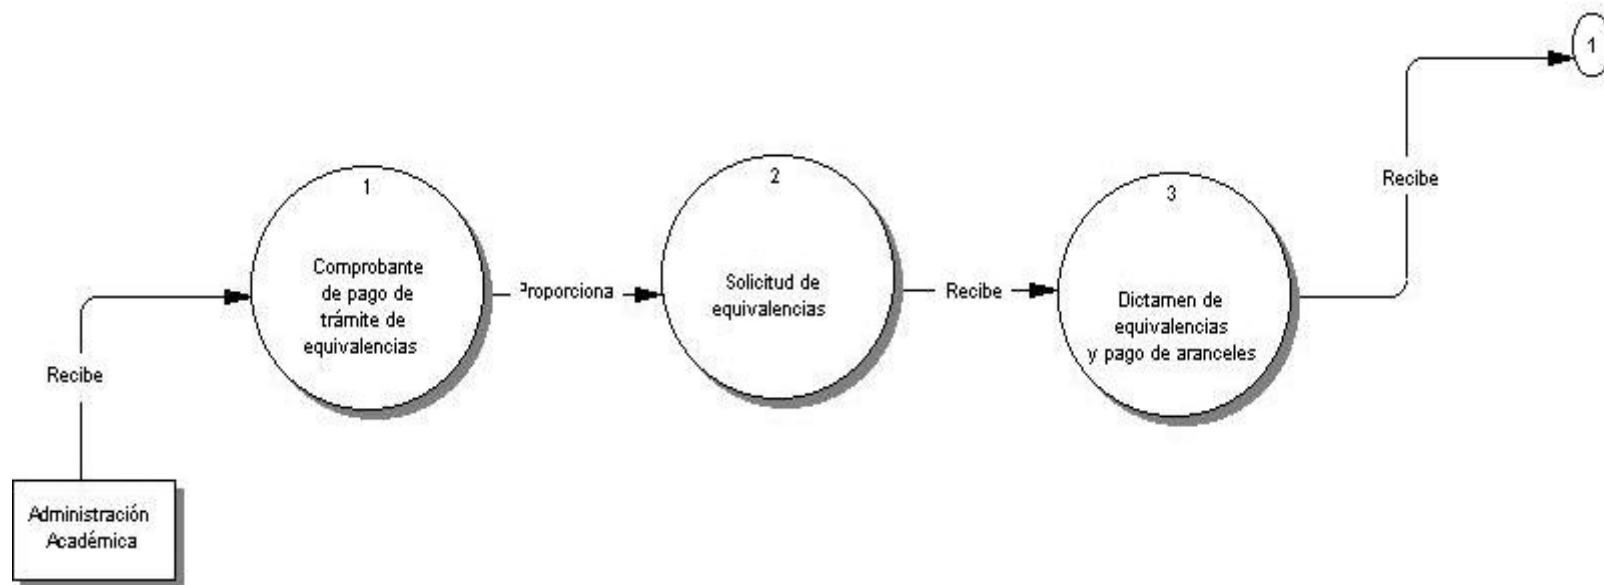 1
Recibe
1
Comprobante
de pago de
trámite de
equivalencias
Proporciona
2
Solicitud de
equivalencias
Recibe
3
Dictamen de
equivalencias
y pago de aranceles
Recibe
Administración
Académica